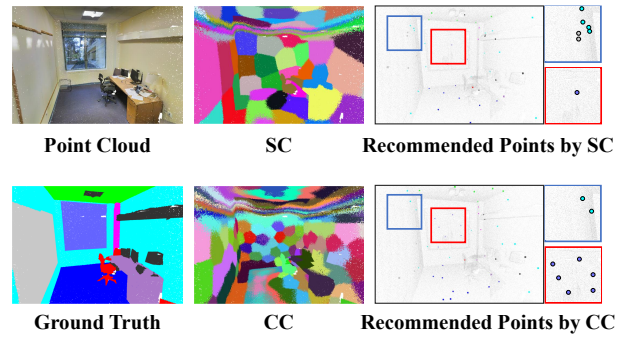 Point Cloud
SC
Recommended Points by SC
Ground Truth
CC
Recommended Points by CC